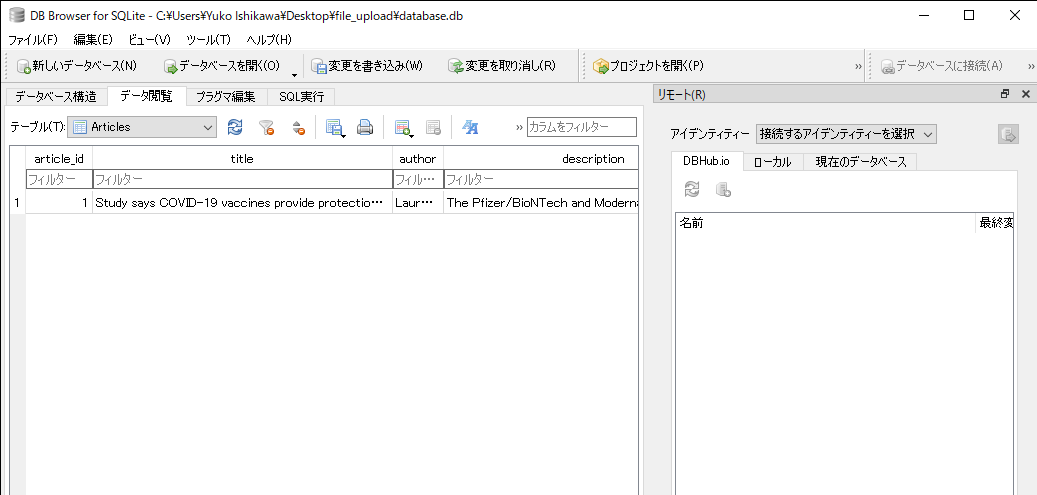 DB Browser for SQLite - C:¥Users¥Yuko Ishikawa¥Desktop¥file_upload¥database.db
ファイル(F) 編集(E) ビュー(V) ツール(T) ヘルプ(H)
新しいデータベース(N) データベースを開く(O) 変更を書き込み(W) 変更を取り消し(R) プロジェクトを開く(P) » データベースに接続(A) »
データベース構造 データ閲覧 プラグマ編集 SQL実行
テーブル(T): Articles » カラムをフィルター
article_id title author description
フィルター フィルター フィル… フィルター
1 1 Study says COVID-19 vaccines provide protectio… Laur… The Pfizer/BioNTech and Moderna
リモート(R)
アイデンティティー 接続するアイデンティティーを選択
DBHub.io ローカル 現在のデータベース
名前 最終変